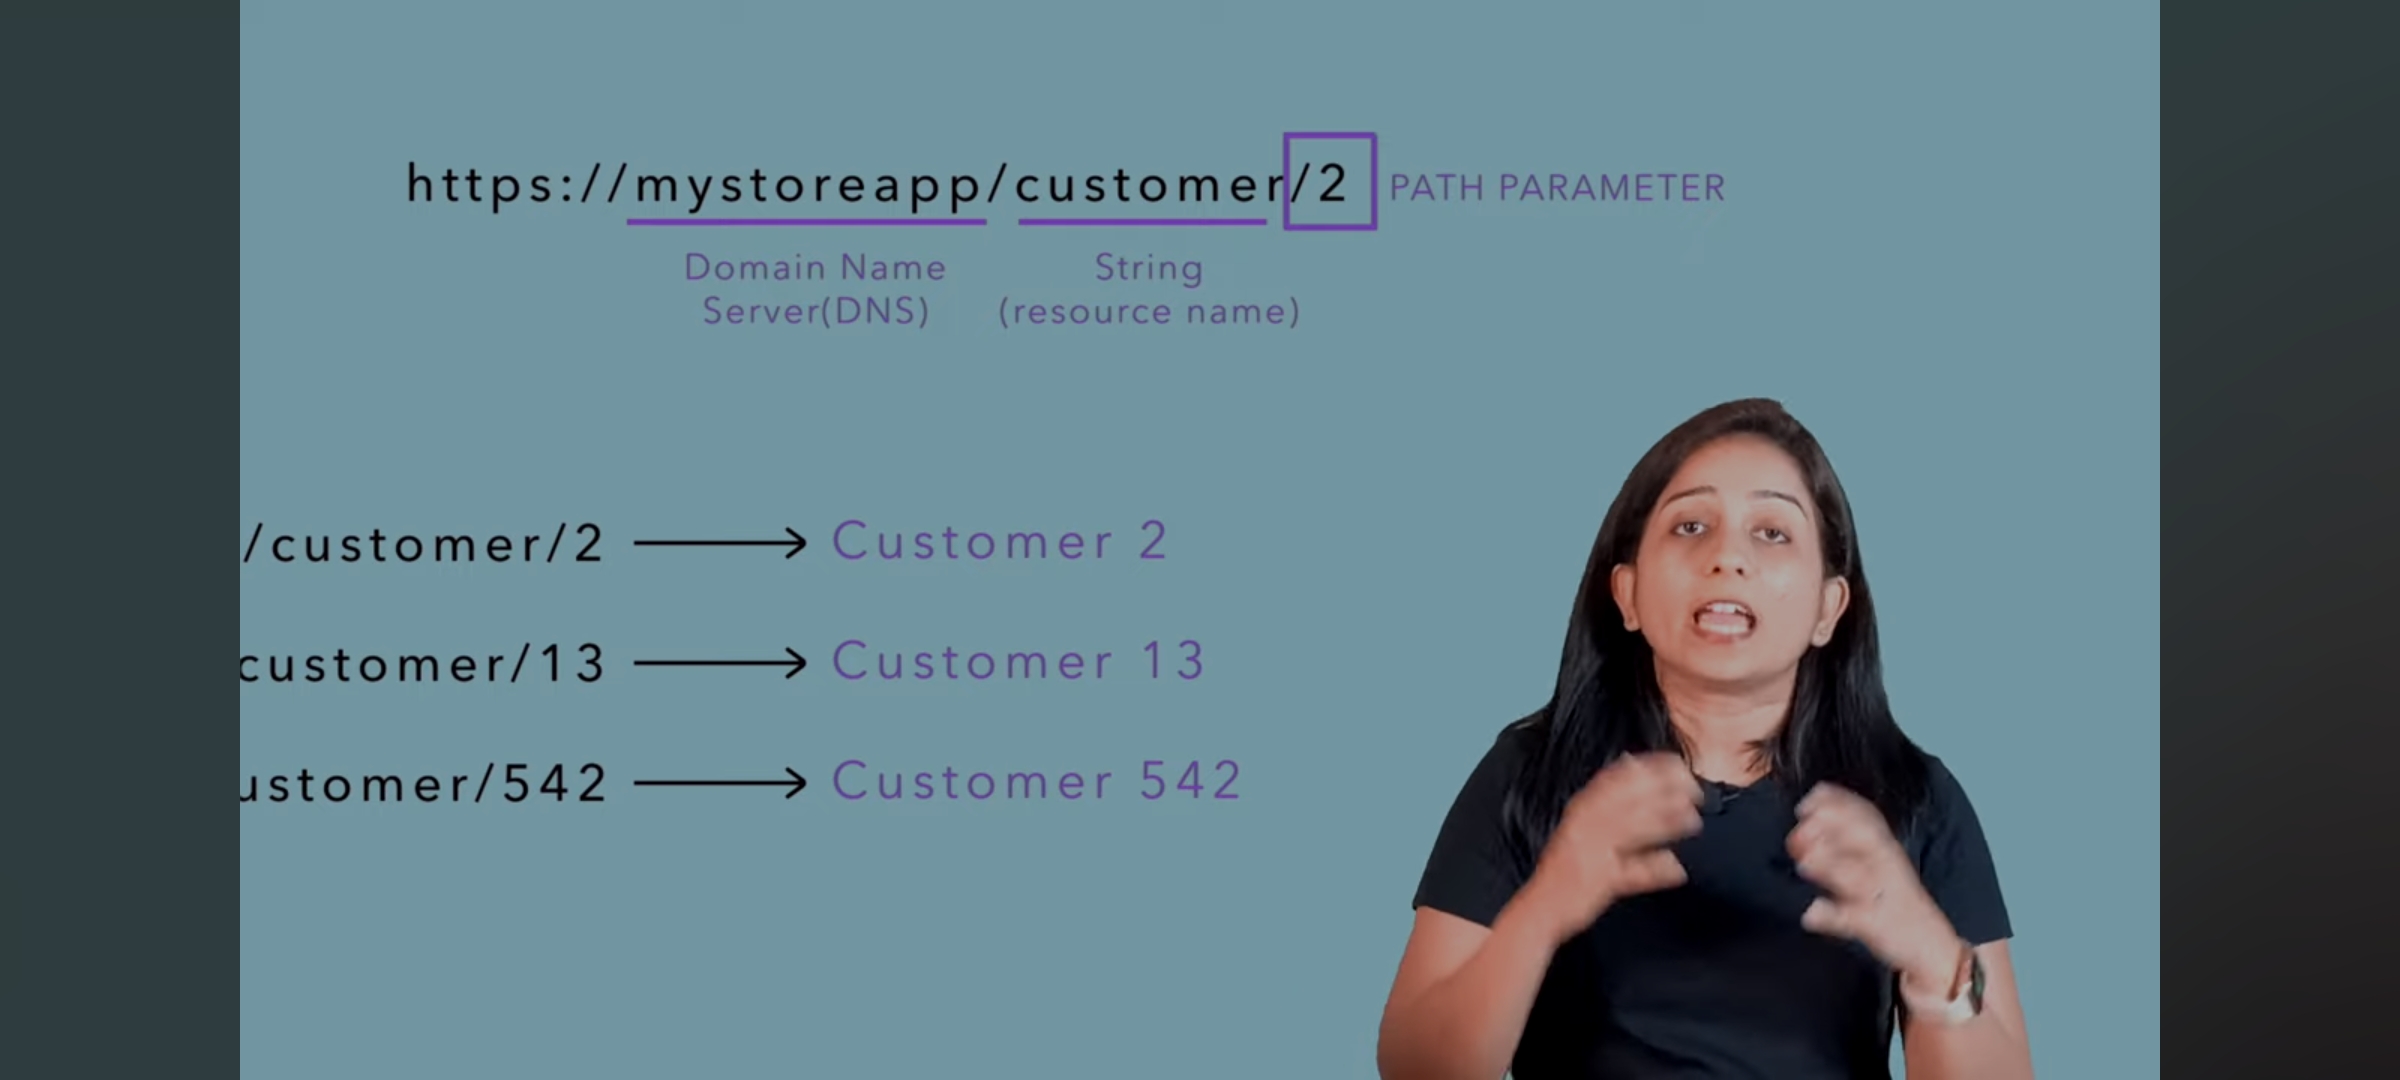 https://mystoreapp/customer/2 PATH PARAMETER
Domain Name
Server(DNS)
String
(resource name)
/customer/2 Customer 2
customer/13 Customer 13
ustomer/542 Customer 542